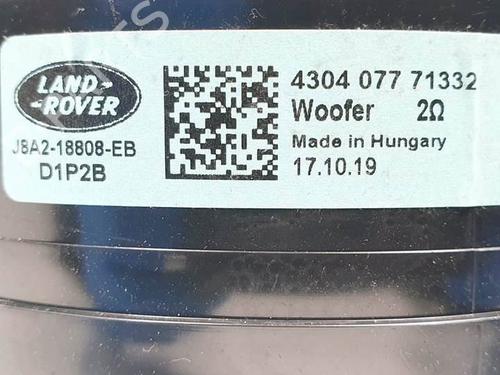 LAND-
-ROVER
J8A2-18808-EB
D1P2B
4304 077 71332
Woofer 2Ω
Made in Hungary
17.10.19